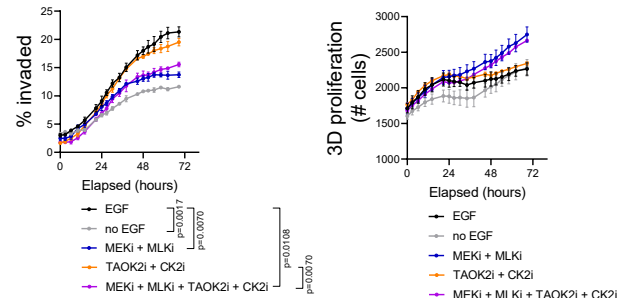 % invaded
25
20
15
10
5
0
0 24 48 72
Elapsed (hours)
EGF
no EGF
MEKi + MLKi
TAOK2i + CK2i
MEKi + MLKi + TAOK2i + CK2i
p=0.0017
p=0.0070
p=0.0108
p=0.0070
3D proliferation
(# cells)
3000
2500
2000
1500
1000
0 24 48 72
Elapsed (hours)
EGF
no EGF
MEKi + MLKi
TAOK2i + CK2i
MEKi + MLKi + TAOK2i + CK2i